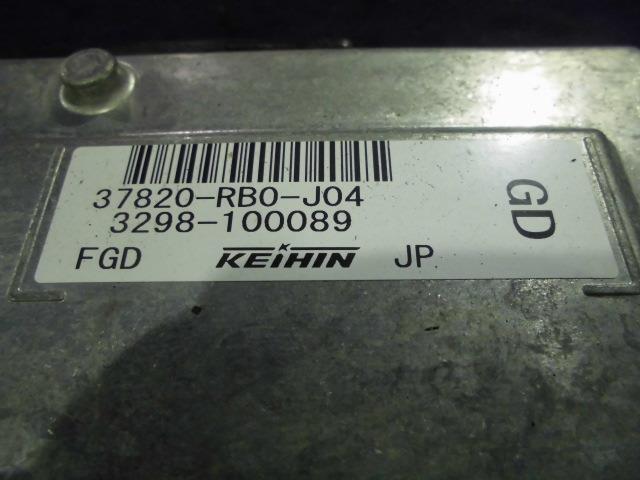 37820-RB0-J04
3298-100089
FGD KEIHIN JP
GD